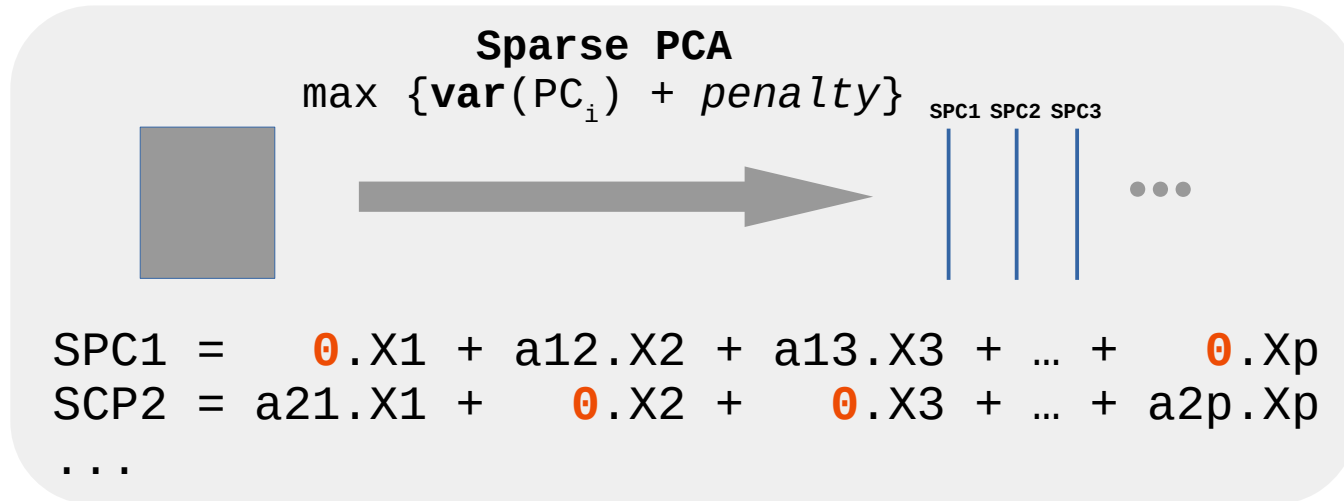 Sparse PCA
max {var(PCi) + penalty}
SPC1 SPC2 SPC3
SPC1 = 0.X1 + a12.X2 + a13.X3 + … + 0.Xp
SCP2 = a21.X1 + 0.X2 + 0.X3 + … + a2p.Xp
...